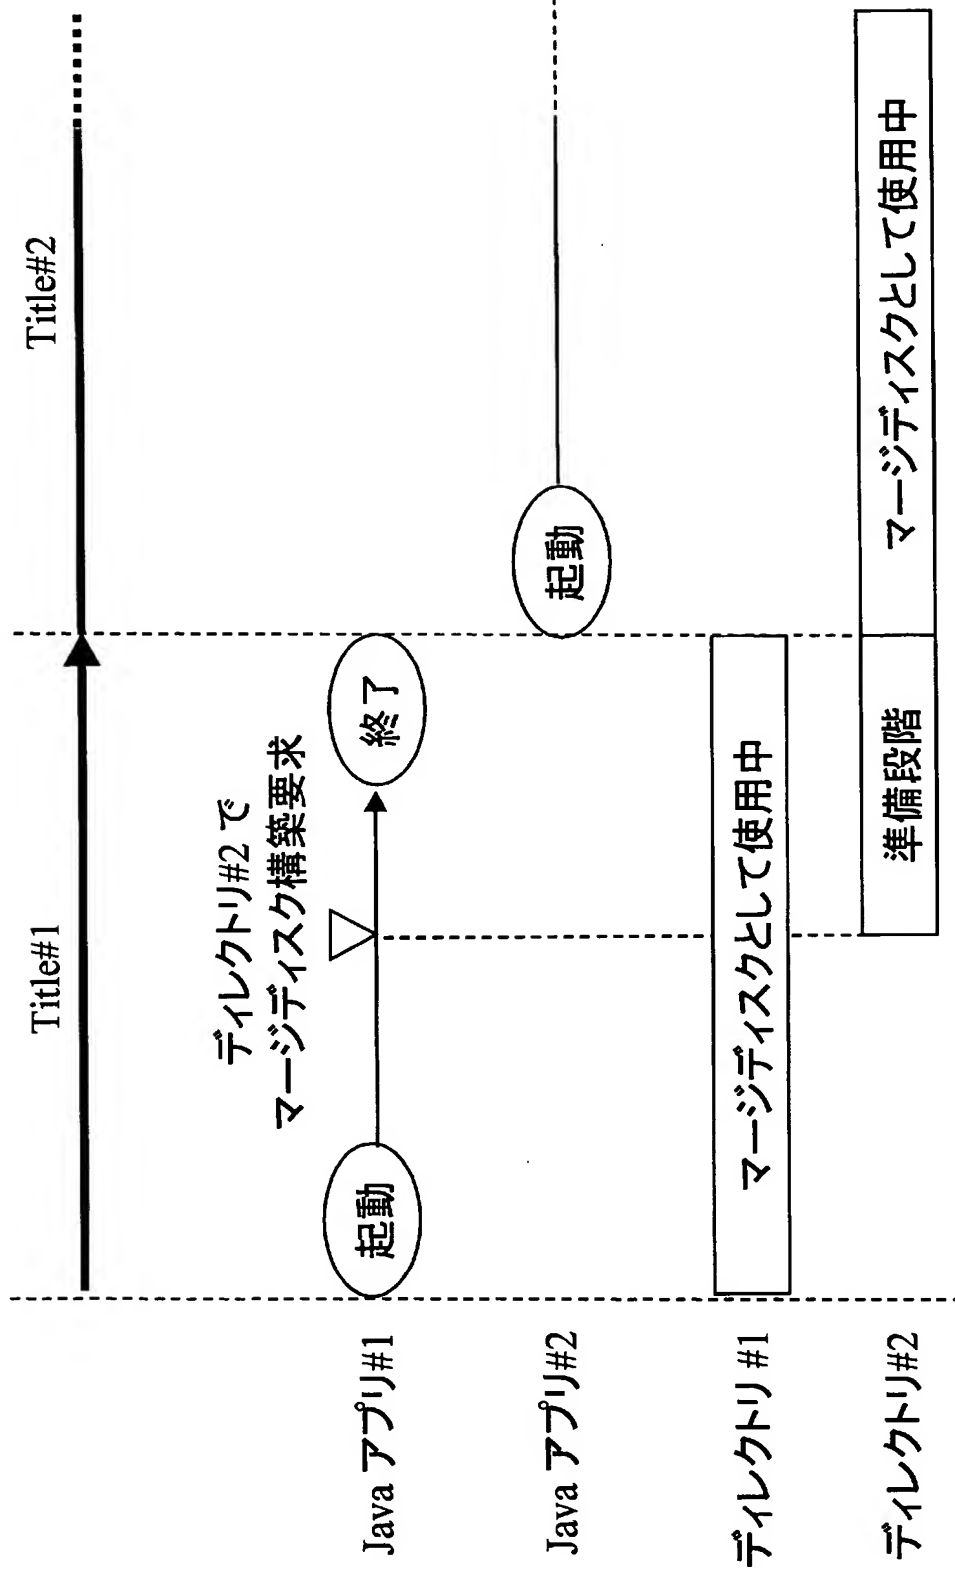 Title#1
Title#2
ディレクトリ#2 で
マージディスク構築要求
Java アプリ#1
起動
終了
Java アプリ#2
起動
ディレクトリ #1
マージディスクとして使用中
ディレクトリ#2
準備段階
マージディスクとして使用中